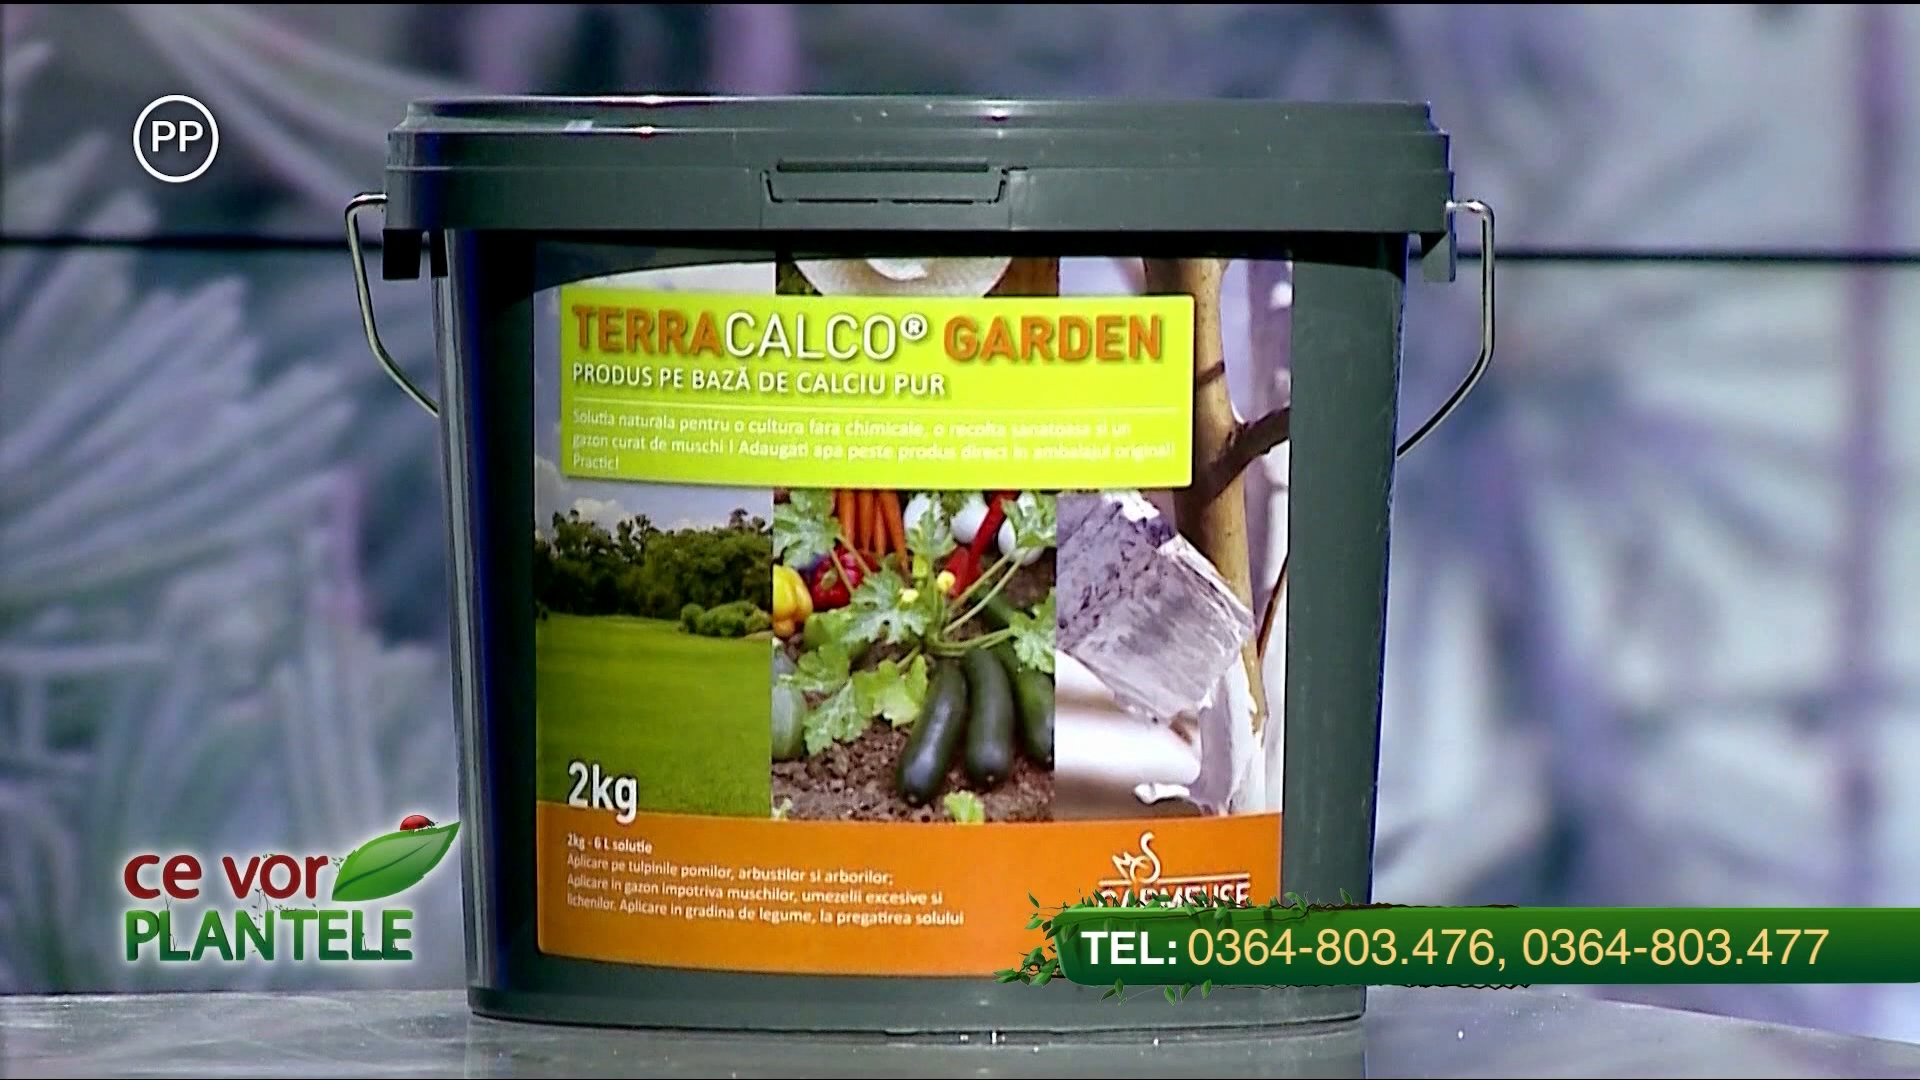 PP
TERRACALCO® GARDEN
PRODUS PE BAZĂ DE CALCIU PUR
Solutia naturala pentru o cultura fara chimicale, o recolta sanatoasa si un
gazon curat de muschi ! Adaugati apa peste produs direct in ambalajul original!
Practic!
2kg
2kg - 6 L solutie
Aplicare pe tulpinile pomilor, arbustilor si arborilor;
Aplicare in gazon impotriva muschilor, umezelii excesive si
lichenilor. Aplicare in gradina de legume, la pregatirea solului
CARMEUSE
ce vor
PLANTELE
TEL: 0364-803.476, 0364-803.477